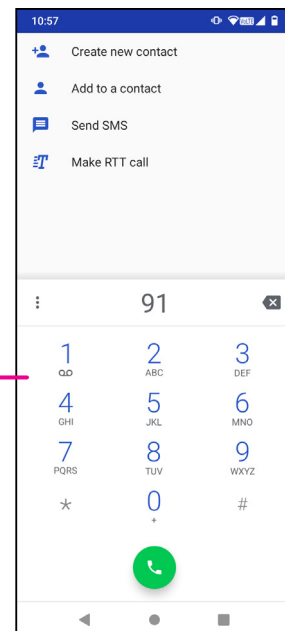 10:57
Create new contact
Add to a contact
Send SMS
Make RTT call
91
1 2 3
ABC DEF
4 5 6
GHI JKL MNO
7 8 9
PQRS TUV WXYZ
* 0 #
+